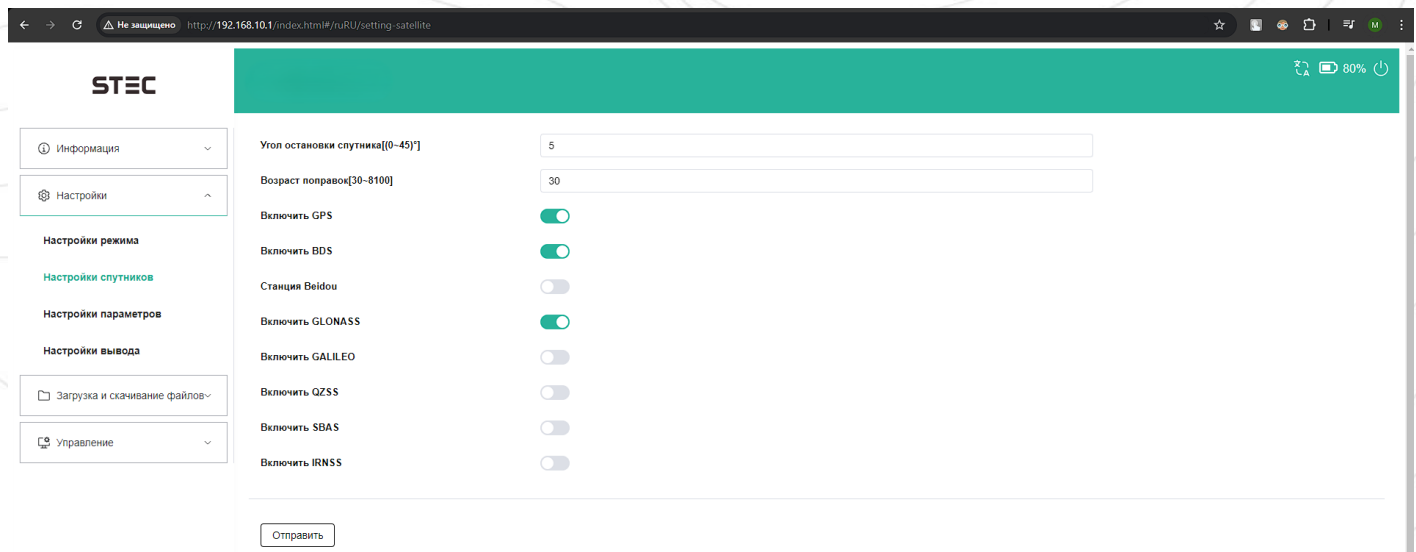 Не защищено http://192.168.10.1/index.html#/ruRU/setting-satellite
M
STEC
80%
Информация
Настройки
Настройки режима
Настройки спутников
Настройки параметров
Настройки вывода
Загрузка и скачивание файлов
Управление
Угол остановки спутника[(0~45)°]
5
Возраст поправок[30~8100]
30
Включить GPS
Включить BDS
Станция Beidou
Включить GLONASS
Включить GALILEO
Включить QZSS
Включить SBAS
Включить IRNSS
Отправить